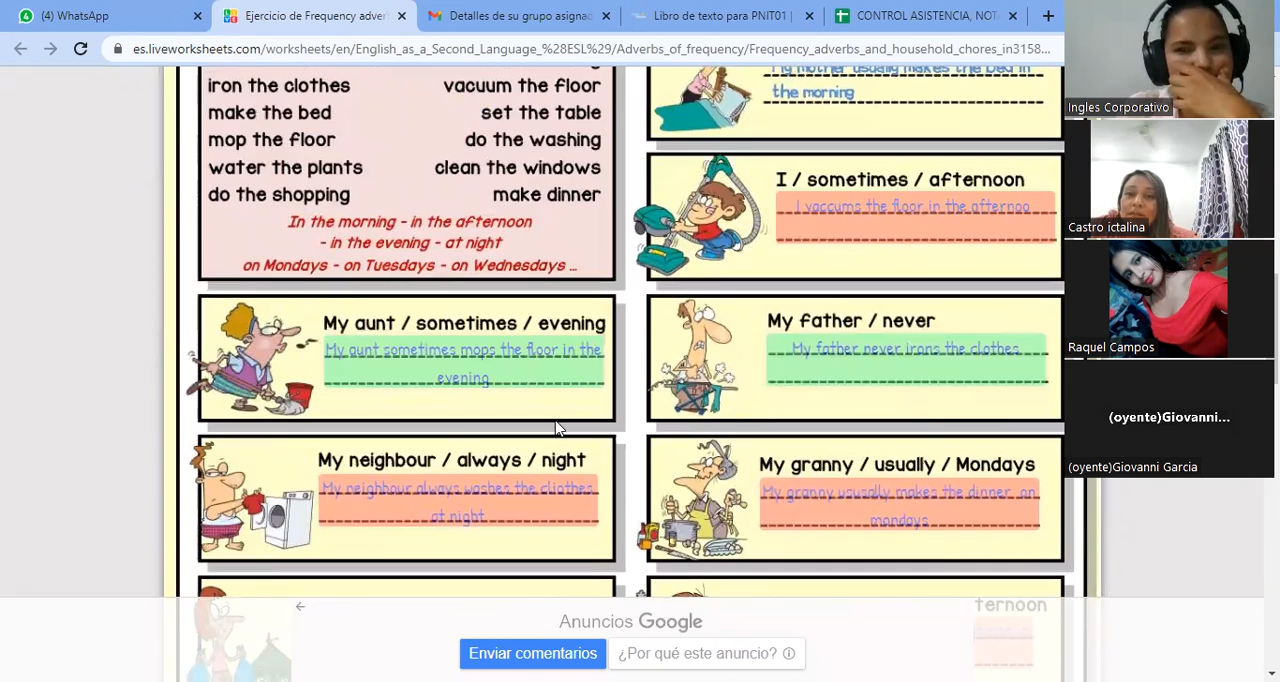 (4) WhatsApp
Ejercicio de Frequency adver
Detalles de su grupo asigna
Libro de texto para PNIT01
CONTROL ASISTENCIA, NOT
es.liveworksheets.com/worksheets/en/English_as_a_Second_Language_%28ESL%29/Adverbs_of_frequency/Frequency_adverbs_and_household_chores_in3158...
iron the clothes
vacuum the floor
make the bed
set the table
mop the floor
do the washing
water the plants
clean the windows
do the shopping
make dinner
In the morning - in the afternoon
- in the evening - at night
on Mondays - on Tuesdays - on Wednesdays ...
My mother usually makes the bed in
the morning
I / sometimes / afternoon
I vaccums the floor in the afternoo
My aunt / sometimes / evening
My aunt sometimes mops the floor in the
evening
My father / never
My father never irons the clothes
My neighbour / always / night
My neighbour always washes the cliothes
at night
My granny / usually / Mondays
My granny ususally makes the dinner on
mondays
ternoon
Anuncios Google
Enviar comentarios
¿Por qué este anuncio?
Ingles Corporativo
Castro ictalina
Raquel Campos
(oyente)Giovanni...
(oyente)Giovanni Garcia